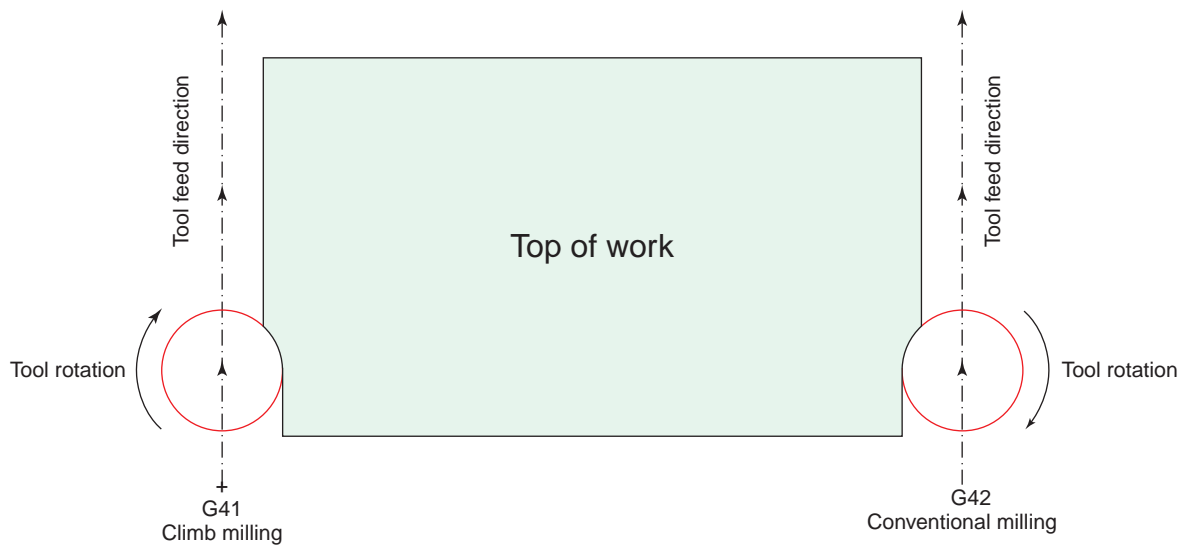 Tool feed direction
Tool feed direction
Top of work
Tool rotation
Tool rotation
G41
Climb milling
G42
Conventional milling